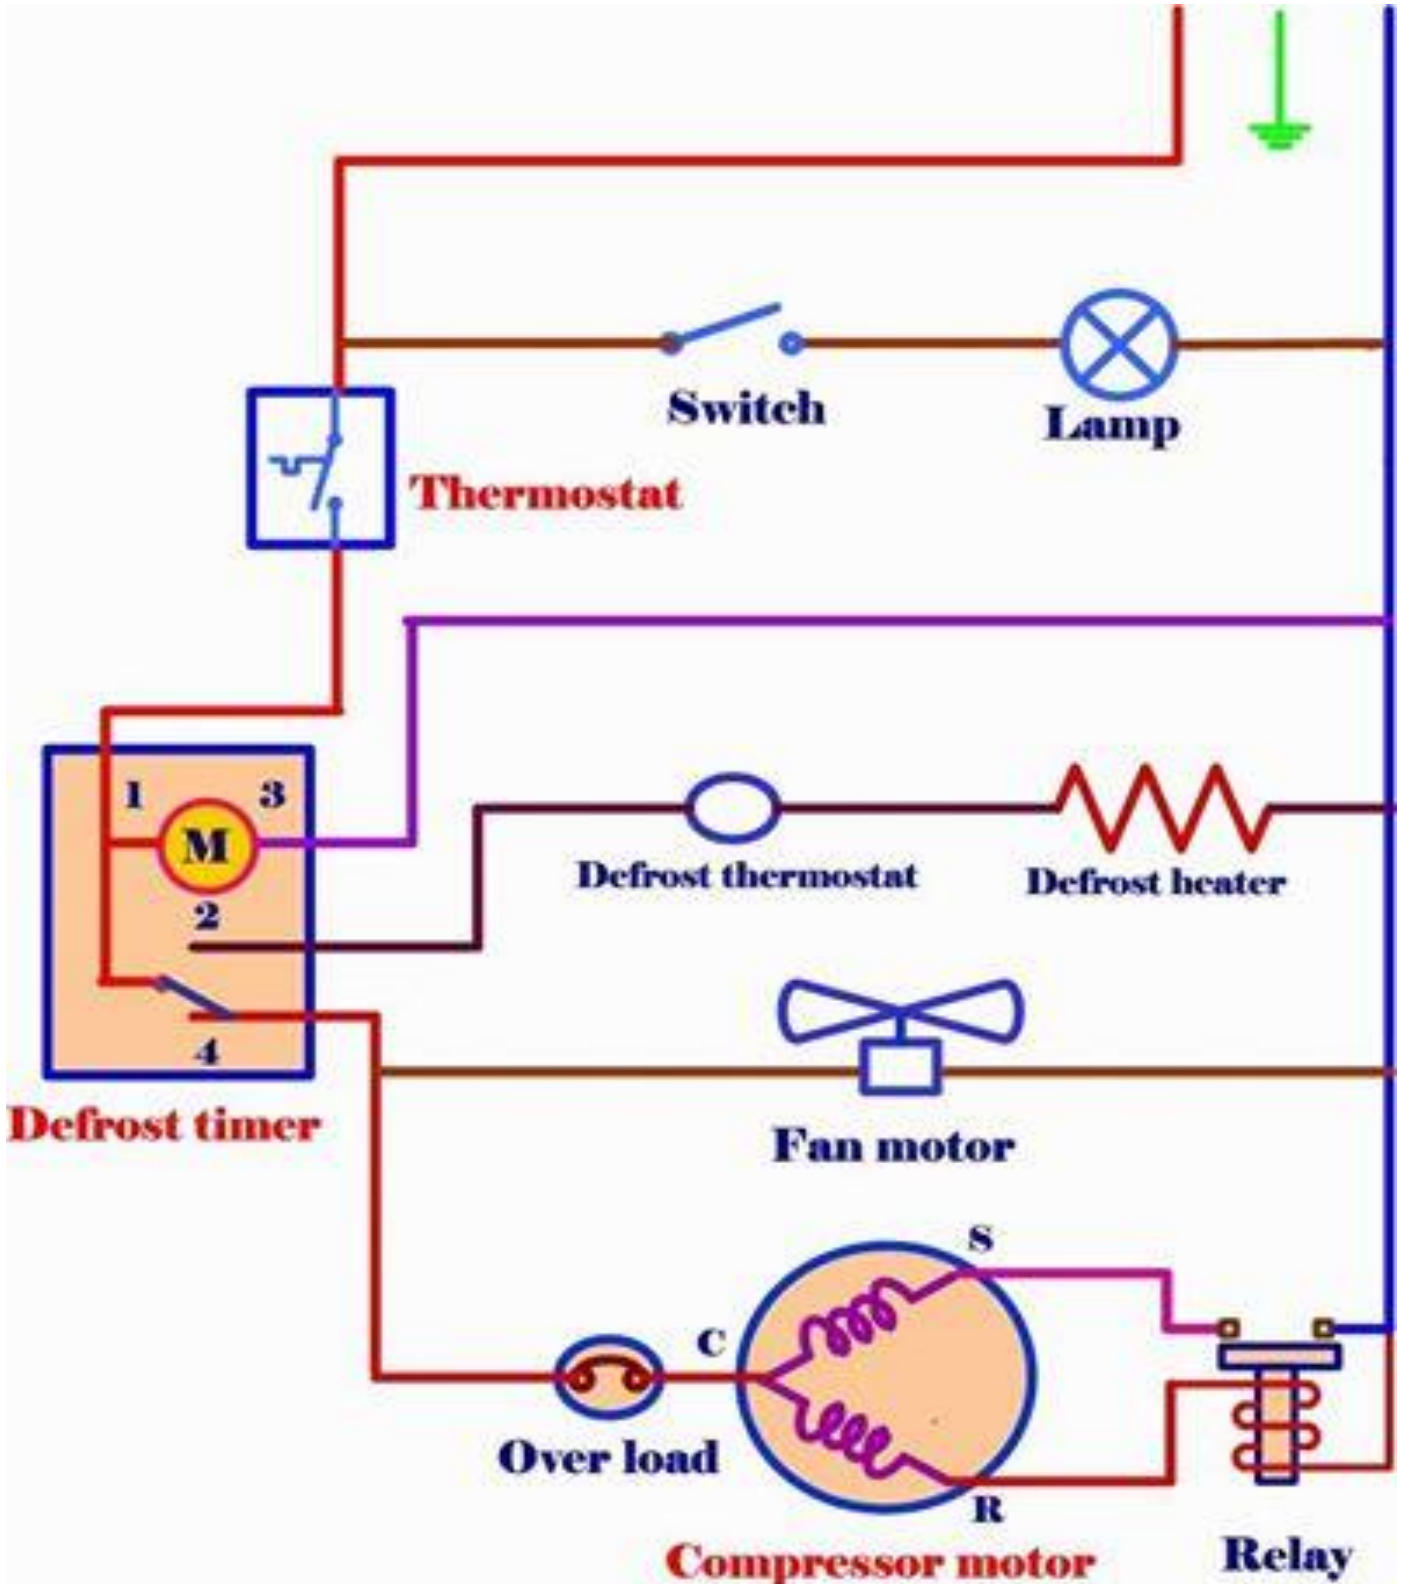 Switch
Lamp
Thermostat
1
3
M
2
4
Defrost thermostat
Defrost heater
Defrost timer
Fan motor
S
C
Over load
R
Compressor motor
Relay